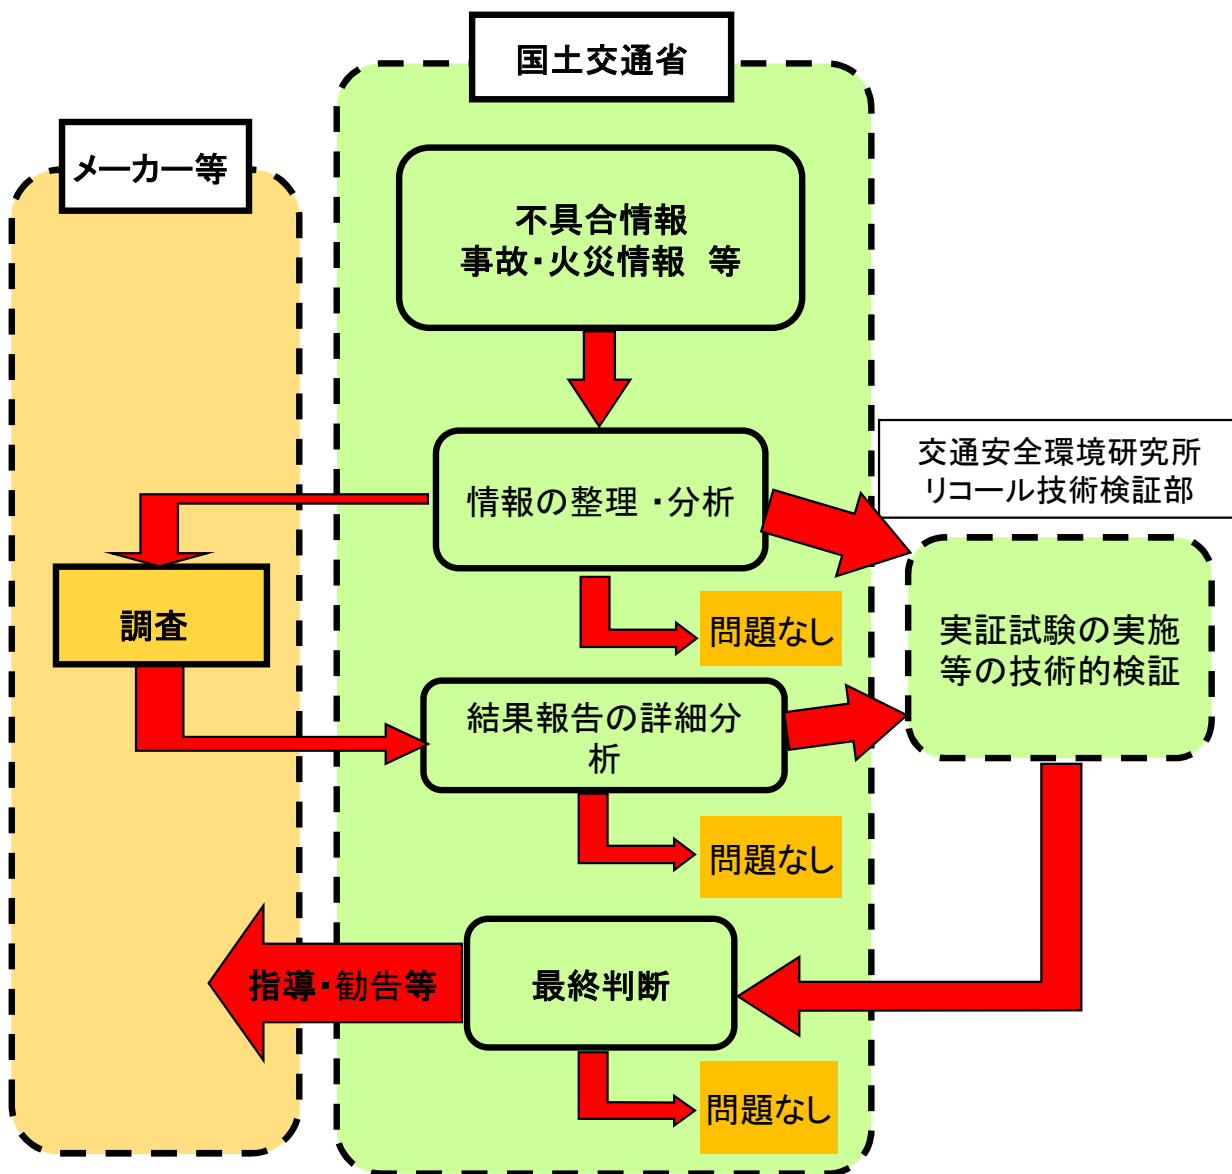 国土交通省
メーカー等
不具合情報
事故・火災情報 等
情報の整理・分析
交通安全環境研究所
リコール技術検証部
調査
問題なし
実証試験の実施
等の技術的検証
結果報告の詳細分
析
問題なし
指導・勧告等
最終判断
問題なし